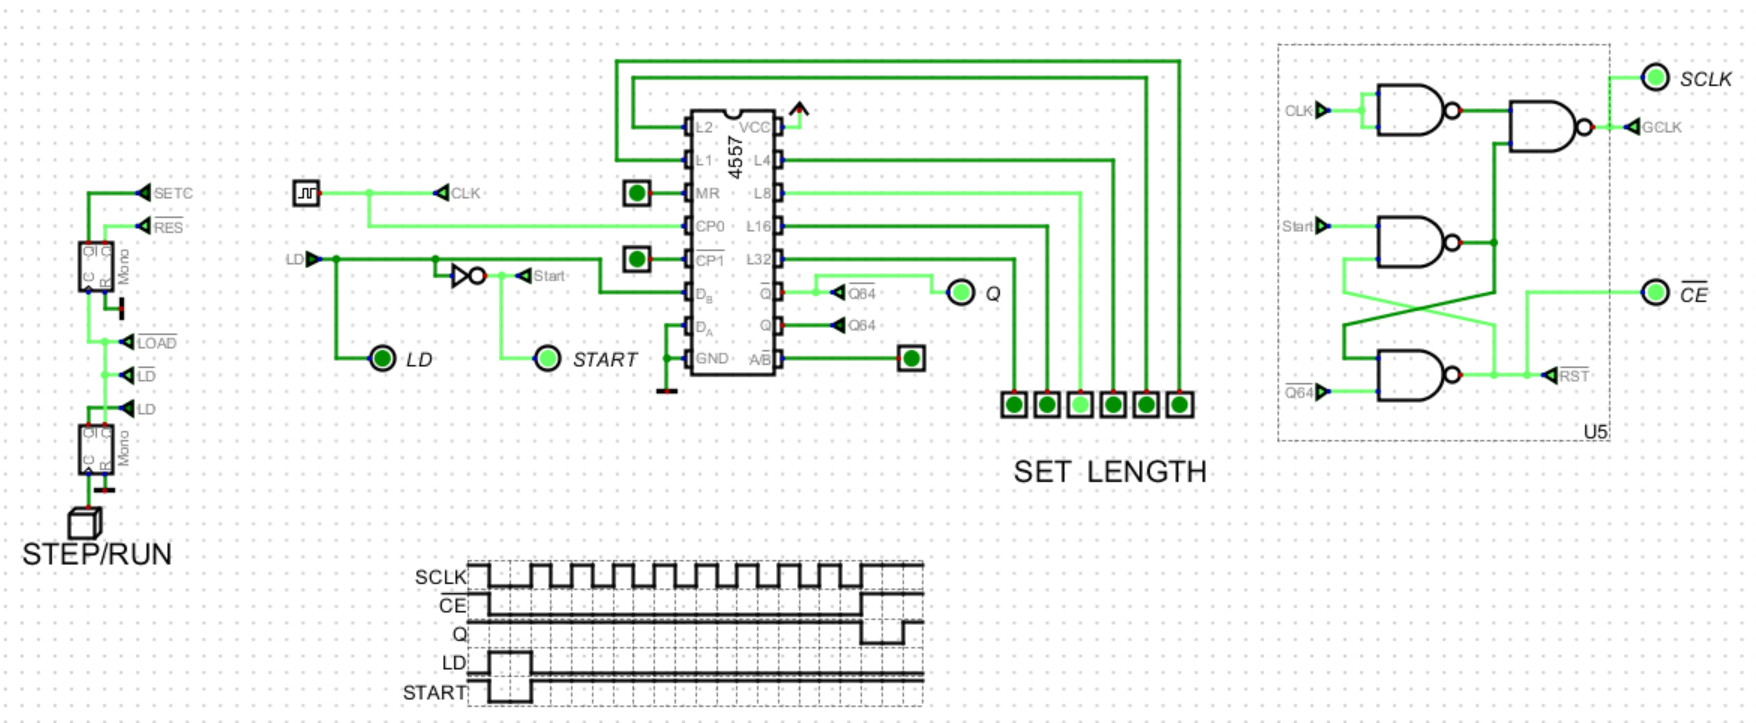 SETC
RES
Q Q
C R
Mono
LOAD
LD
LD
Q Q
C R
Mono
STEP/RUN
CLK
LD
Start
LD
START
4557
L2 VCC
L1 L4
MR L8
CP0 L16
CP1 L32
DB Q
DA Q
GND A/B
Q64
Q64
Q
SET LENGTH
CLK
Start
Q64
SCLK
GCLK
CE
RST
U5
SCLK
CE
Q
LD
START